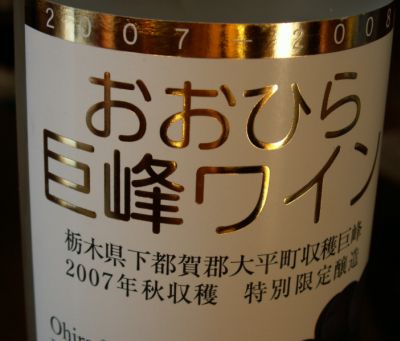 2007 - 2008
おおひら
巨峰ワイン
栃木県下都賀郡大平町収穫巨峰
2007年秋収穫 特別限定醸造